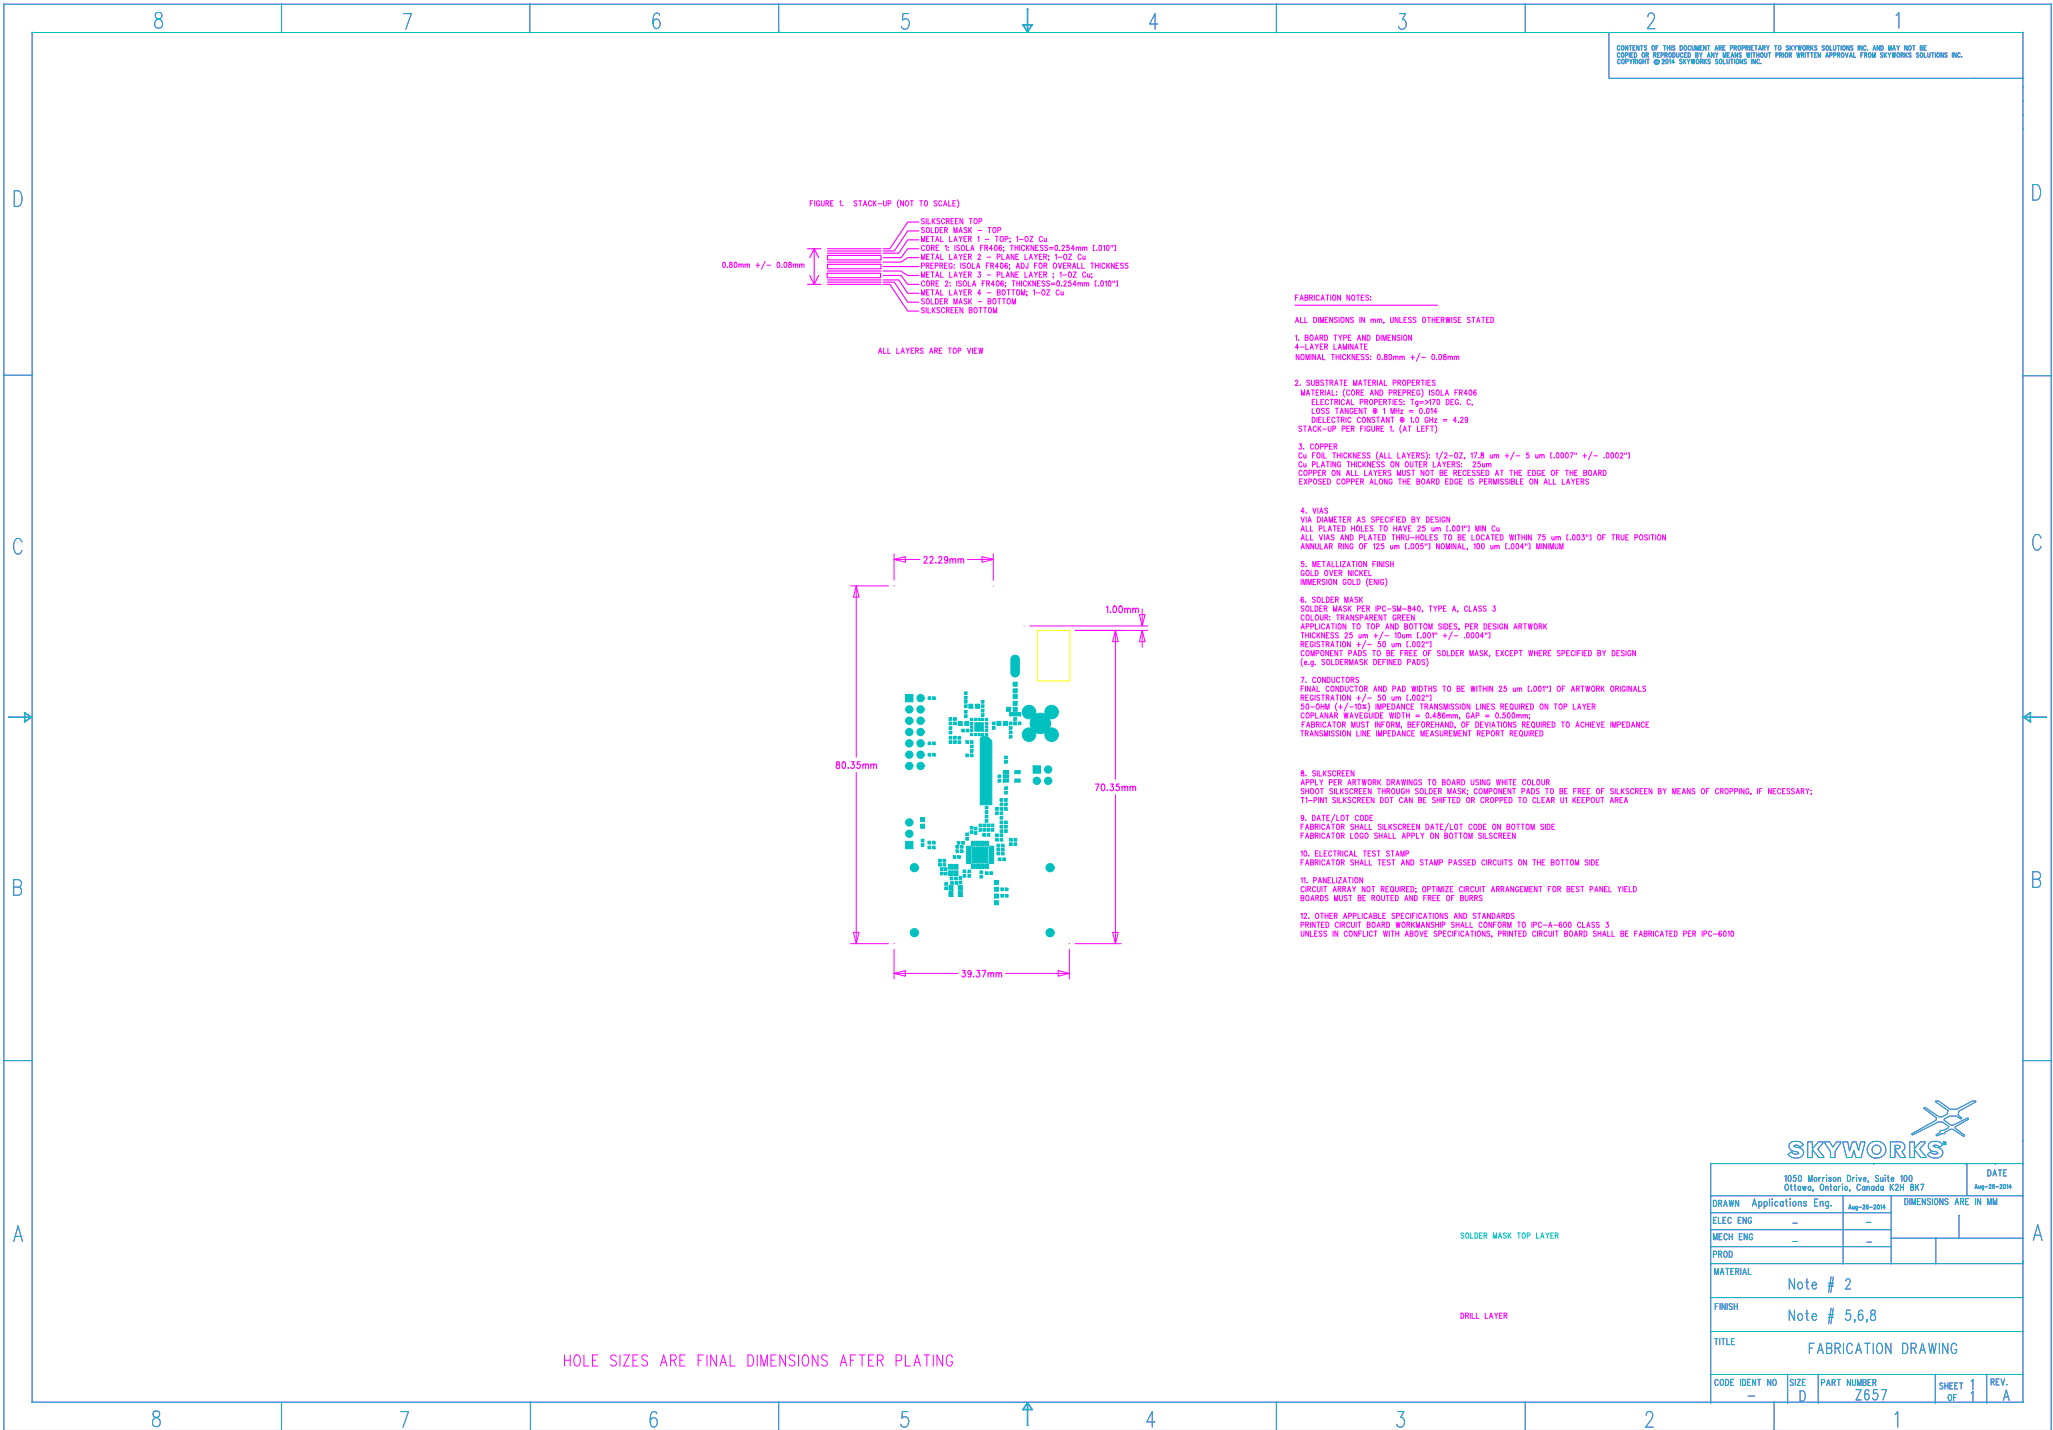 8 7 6 5 4 3 2 1
CONTENTS OF THIS DOCUMENT ARE PROPRIETARY TO SKYWORKS SOLUTIONS INC. AND MAY NOT BE
COPIED OR REPRODUCED BY ANY MEANS WITHOUT PRIOR WRITTEN APPROVAL FROM SKYWORKS SOLUTIONS INC.
COPYRIGHT @ 2014 SKYWORKS SOLUTIONS INC.
D D
FIGURE 1. STACK-UP (NOT TO SCALE)
SILKSCREEN TOP
SOLDER MASK - TOP
METAL LAYER 1 - TOP; 1-OZ Cu
CORE 1: ISOLA FR406; THICKNESS=0.254mm [.010"]
METAL LAYER 2 - PLANE LAYER; 1-OZ Cu
0.80mm +/- 0.08mm
PREPREG: ISOLA FR406; ADJ FOR OVERALL THICKNESS
METAL LAYER 3 - PLANE LAYER ; 1-OZ Cu;
CORE 2: ISOLA FR406; THICKNESS=0.254mm [.010"]
METAL LAYER 4 - BOTTOM; 1-OZ Cu
SOLDER MASK - BOTTOM
SILKSCREEN BOTTOM
ALL LAYERS ARE TOP VIEW
FABRICATION NOTES:
ALL DIMENSIONS IN mm, UNLESS OTHERWISE STATED
1. BOARD TYPE AND DIMENSION
4-LAYER LAMINATE
NOMINAL THICKNESS: 0.80mm +/- 0.08mm
2. SUBSTRATE MATERIAL PROPERTIES
MATERIAL: (CORE AND PREPREG) ISOLA FR406
ELECTRICAL PROPERTIES: Tg=>170 DEG. C,
LOSS TANGENT @ 1 MHz = 0.014
DIELECTRIC CONSTANT @ 1.0 GHz = 4.29
STACK-UP PER FIGURE 1. (AT LEFT)
3. COPPER
Cu FOIL THICKNESS (ALL LAYERS): 1/2-OZ, 17.8 um +/- 5 um [.0007" +/- .0002"]
Cu PLATING THICKNESS ON OUTER LAYERS: 25um
COPPER ON ALL LAYERS MUST NOT BE RECESSED AT THE EDGE OF THE BOARD
EXPOSED COPPER ALONG THE BOARD EDGE IS PERMISSIBLE ON ALL LAYERS
4. VIAS
VIA DIAMETER AS SPECIFIED BY DESIGN
ALL PLATED HOLES TO HAVE 25 um [.001"] MIN Cu
ALL VIAS AND PLATED THRU-HOLES TO BE LOCATED WITHIN 75 um [.003"] OF TRUE POSITION
ANNULAR RING OF 125 um [.005"] NOMINAL, 100 um [.004"] MINIMUM
C C
5. METALLIZATION FINISH
GOLD OVER NICKEL
IMMERSION GOLD (ENIG)
6. SOLDER MASK
SOLDER MASK PER IPC-SM-840, TYPE A, CLASS 3
COLOUR: TRANSPARENT GREEN
APPLICATION TO TOP AND BOTTOM SIDES, PER DESIGN ARTWORK
THICKNESS 25 um +/- 10um [.001" +/- .0004"]
REGISTRATION +/- 50 um [.002"]
COMPONENT PADS TO BE FREE OF SOLDER MASK, EXCEPT WHERE SPECIFIED BY DESIGN
(e.g. SOLDERMASK DEFINED PADS)
7. CONDUCTORS
FINAL CONDUCTOR AND PAD WIDTHS TO BE WITHIN 25 um [.001"] OF ARTWORK ORIGINALS
REGISTRATION +/- 50 um [.002"]
50-OHM (+/-10%) IMPEDANCE TRANSMISSION LINES REQUIRED ON TOP LAYER
COPLANAR WAVEGUIDE WIDTH = 0.486mm, GAP = 0.500mm;
FABRICATOR MUST INFORM, BEFOREHAND, OF DEVIATIONS REQUIRED TO ACHIEVE IMPEDANCE
TRANSMISSION LINE IMPEDANCE MEASUREMENT REPORT REQUIRED
8. SILKSCREEN
APPLY PER ARTWORK DRAWINGS TO BOARD USING WHITE COLOUR
SHOOT SILKSCREEN THROUGH SOLDER MASK; COMPONENT PADS TO BE FREE OF SILKSCREEN BY MEANS OF CROPPING, IF NECESSARY;
T1-PIN1 SILKSCREEN DOT CAN BE SHIFTED OR CROPPED TO CLEAR U1 KEEPOUT AREA
9. DATE/LOT CODE
FABRICATOR SHALL SILKSCREEN DATE/LOT CODE ON BOTTOM SIDE
FABRICATOR LOGO SHALL APPLY ON BOTTOM SILSCREEN
10. ELECTRICAL TEST STAMP
FABRICATOR SHALL TEST AND STAMP PASSED CIRCUITS ON THE BOTTOM SIDE
11. PANELIZATION
CIRCUIT ARRAY NOT REQUIRED; OPTIMIZE CIRCUIT ARRANGEMENT FOR BEST PANEL YIELD
BOARDS MUST BE ROUTED AND FREE OF BURRS
12. OTHER APPLICABLE SPECIFICATIONS AND STANDARDS
PRINTED CIRCUIT BOARD WORKMANSHIP SHALL CONFORM TO IPC-A-600 CLASS 3
UNLESS IN CONFLICT WITH ABOVE SPECIFICATIONS, PRINTED CIRCUIT BOARD SHALL BE FABRICATED PER IPC-6010
22.29mm
1.00mm
80.35mm
70.35mm
39.37mm
B B
SKYWORKS
1050 Morrison Drive, Suite 100
Ottawa, Ontario, Canada K2H 8K7
DATE
Aug-26-2014
DRAWN Applications Eng. Aug-26-2014 DIMENSIONS ARE IN MM
ELEC ENG - -
MECH ENG - -
PROD
A A
SOLDER MASK TOP LAYER
MATERIAL
Note # 2
FINISH
Note # 5,6,8
DRILL LAYER
TITLE
FABRICATION DRAWING
HOLE SIZES ARE FINAL DIMENSIONS AFTER PLATING
CODE IDENT NO
-
SIZE
D
PART NUMBER
Z657
SHEET 1
OF 1
REV.
A
8 7 6 5 4 3 2 1